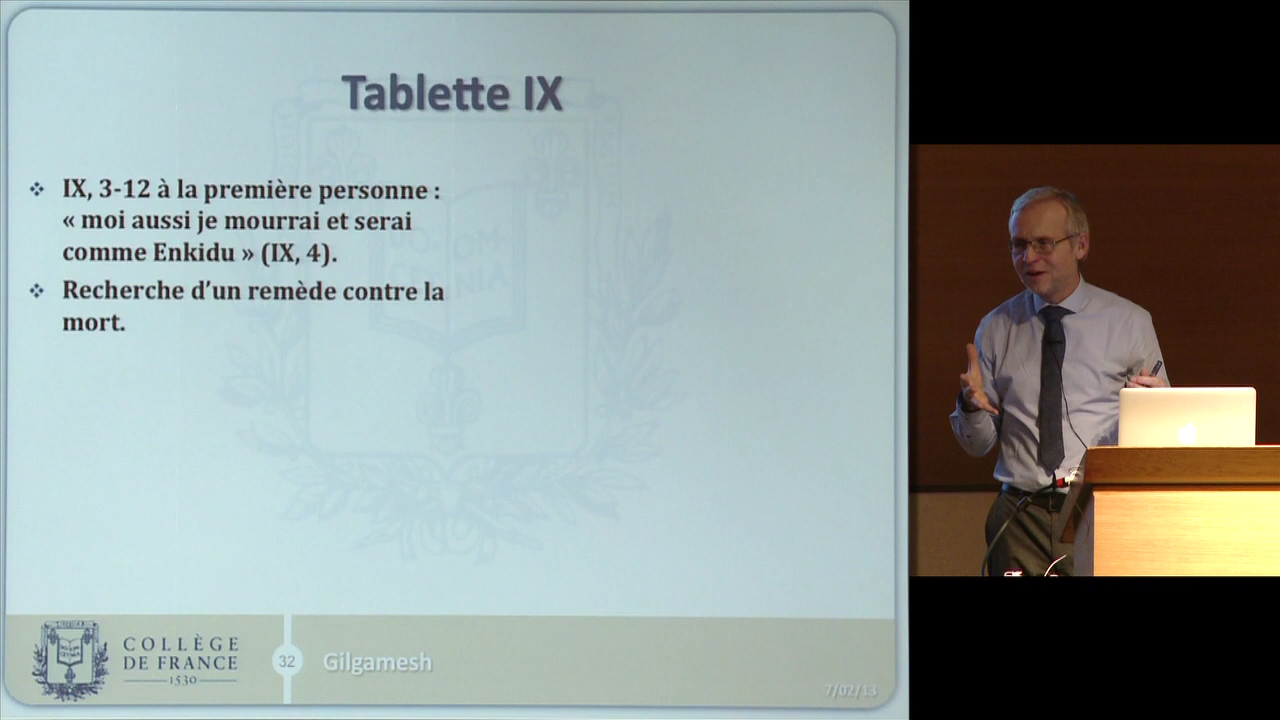 Tablette IX
IX, 3-12 à la première personne :
« moi aussi je mourrai et serai
comme Enkidu » (IX, 4).
Recherche d’un remède contre la
mort.
COLLÈGE
DE FRANCE
1530
32
Gilgamesh
7/02/13